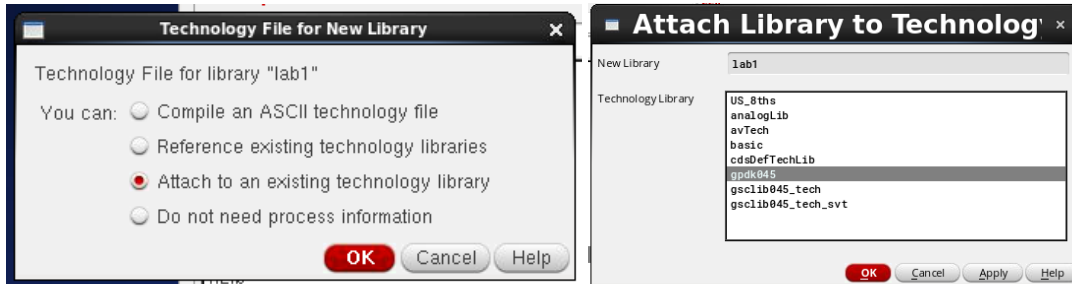 Technology File for New Library
Technology File for library "lab1"
You can:
Compile an ASCII technology file
Reference existing technology libraries
Attach to an existing technology library
Do not need process information
OK
Cancel
Help
Attach Library to Technology
New Library
lab1
Technology Library
US_8ths
analogLib
avTech
basic
cdsDefTechLib
gpdk045
gsclib045_tech
gsclib045_tech_svt
OK
Cancel
Apply
Help